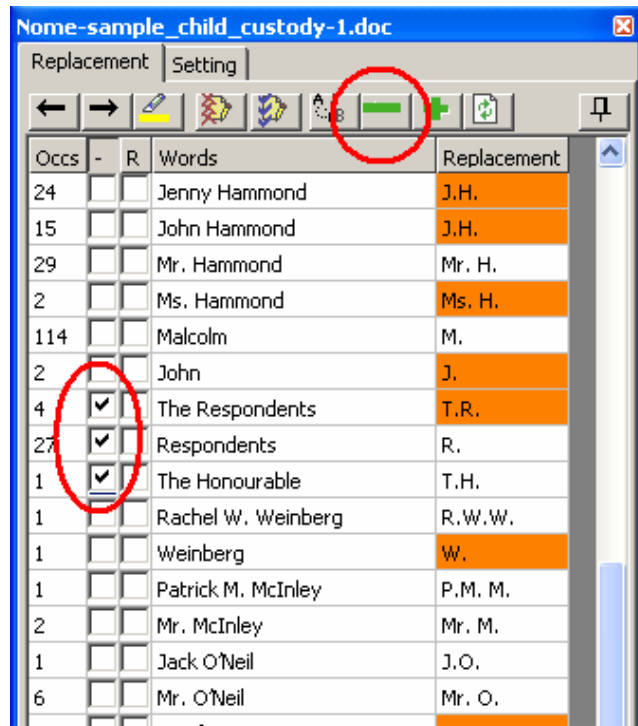 Nome-sample_child_custody-1.doc
Replacement Setting
Occs - R Words Replacement
24 Jenny Hammond J.H.
15 John Hammond J.H.
29 Mr. Hammond Mr. H.
2 Ms. Hammond Ms. H.
114 Malcolm M.
2 John J.
4 The Respondents T.R.
27 Respondents R.
1 The Honourable T.H.
1 Rachel W. Weinberg R.W.W.
1 Weinberg W.
1 Patrick M. McInley P.M. M.
2 Mr. McInley Mr. M.
1 Jack O'Neil J.O.
6 Mr. O'Neil Mr. O.